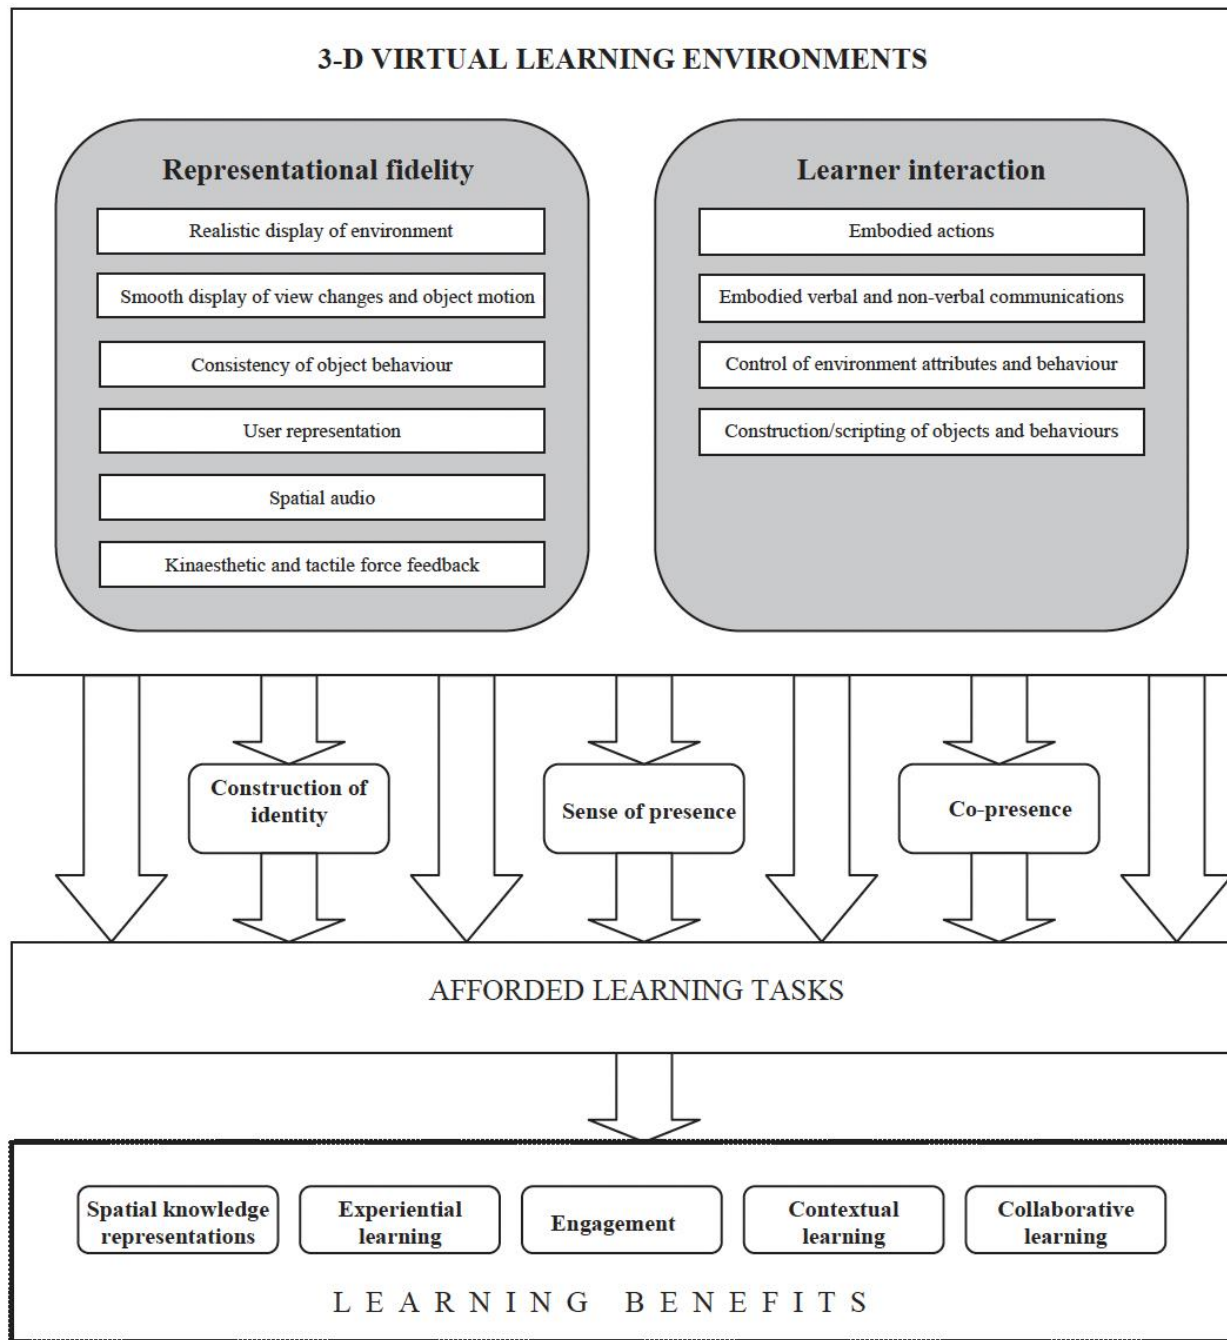 3-D VIRTUAL LEARNING ENVIRONMENTS
Representational fidelity
Realistic display of environment
Smooth display of view changes and object motion
Consistency of object behaviour
User representation
Spatial audio
Kinaesthetic and tactile force feedback
Learner interaction
Embodied actions
Embodied verbal and non-verbal communications
Control of environment attributes and behaviour
Construction/scripting of objects and behaviours
Construction of
identity
Sense of presence
Co-presence
AFFORDED LEARNING TASKS
Spatial knowledge
representations
Experiential
learning
Engagement
Contextual
learning
Collaborative
learning
LEARNING BENEFITS